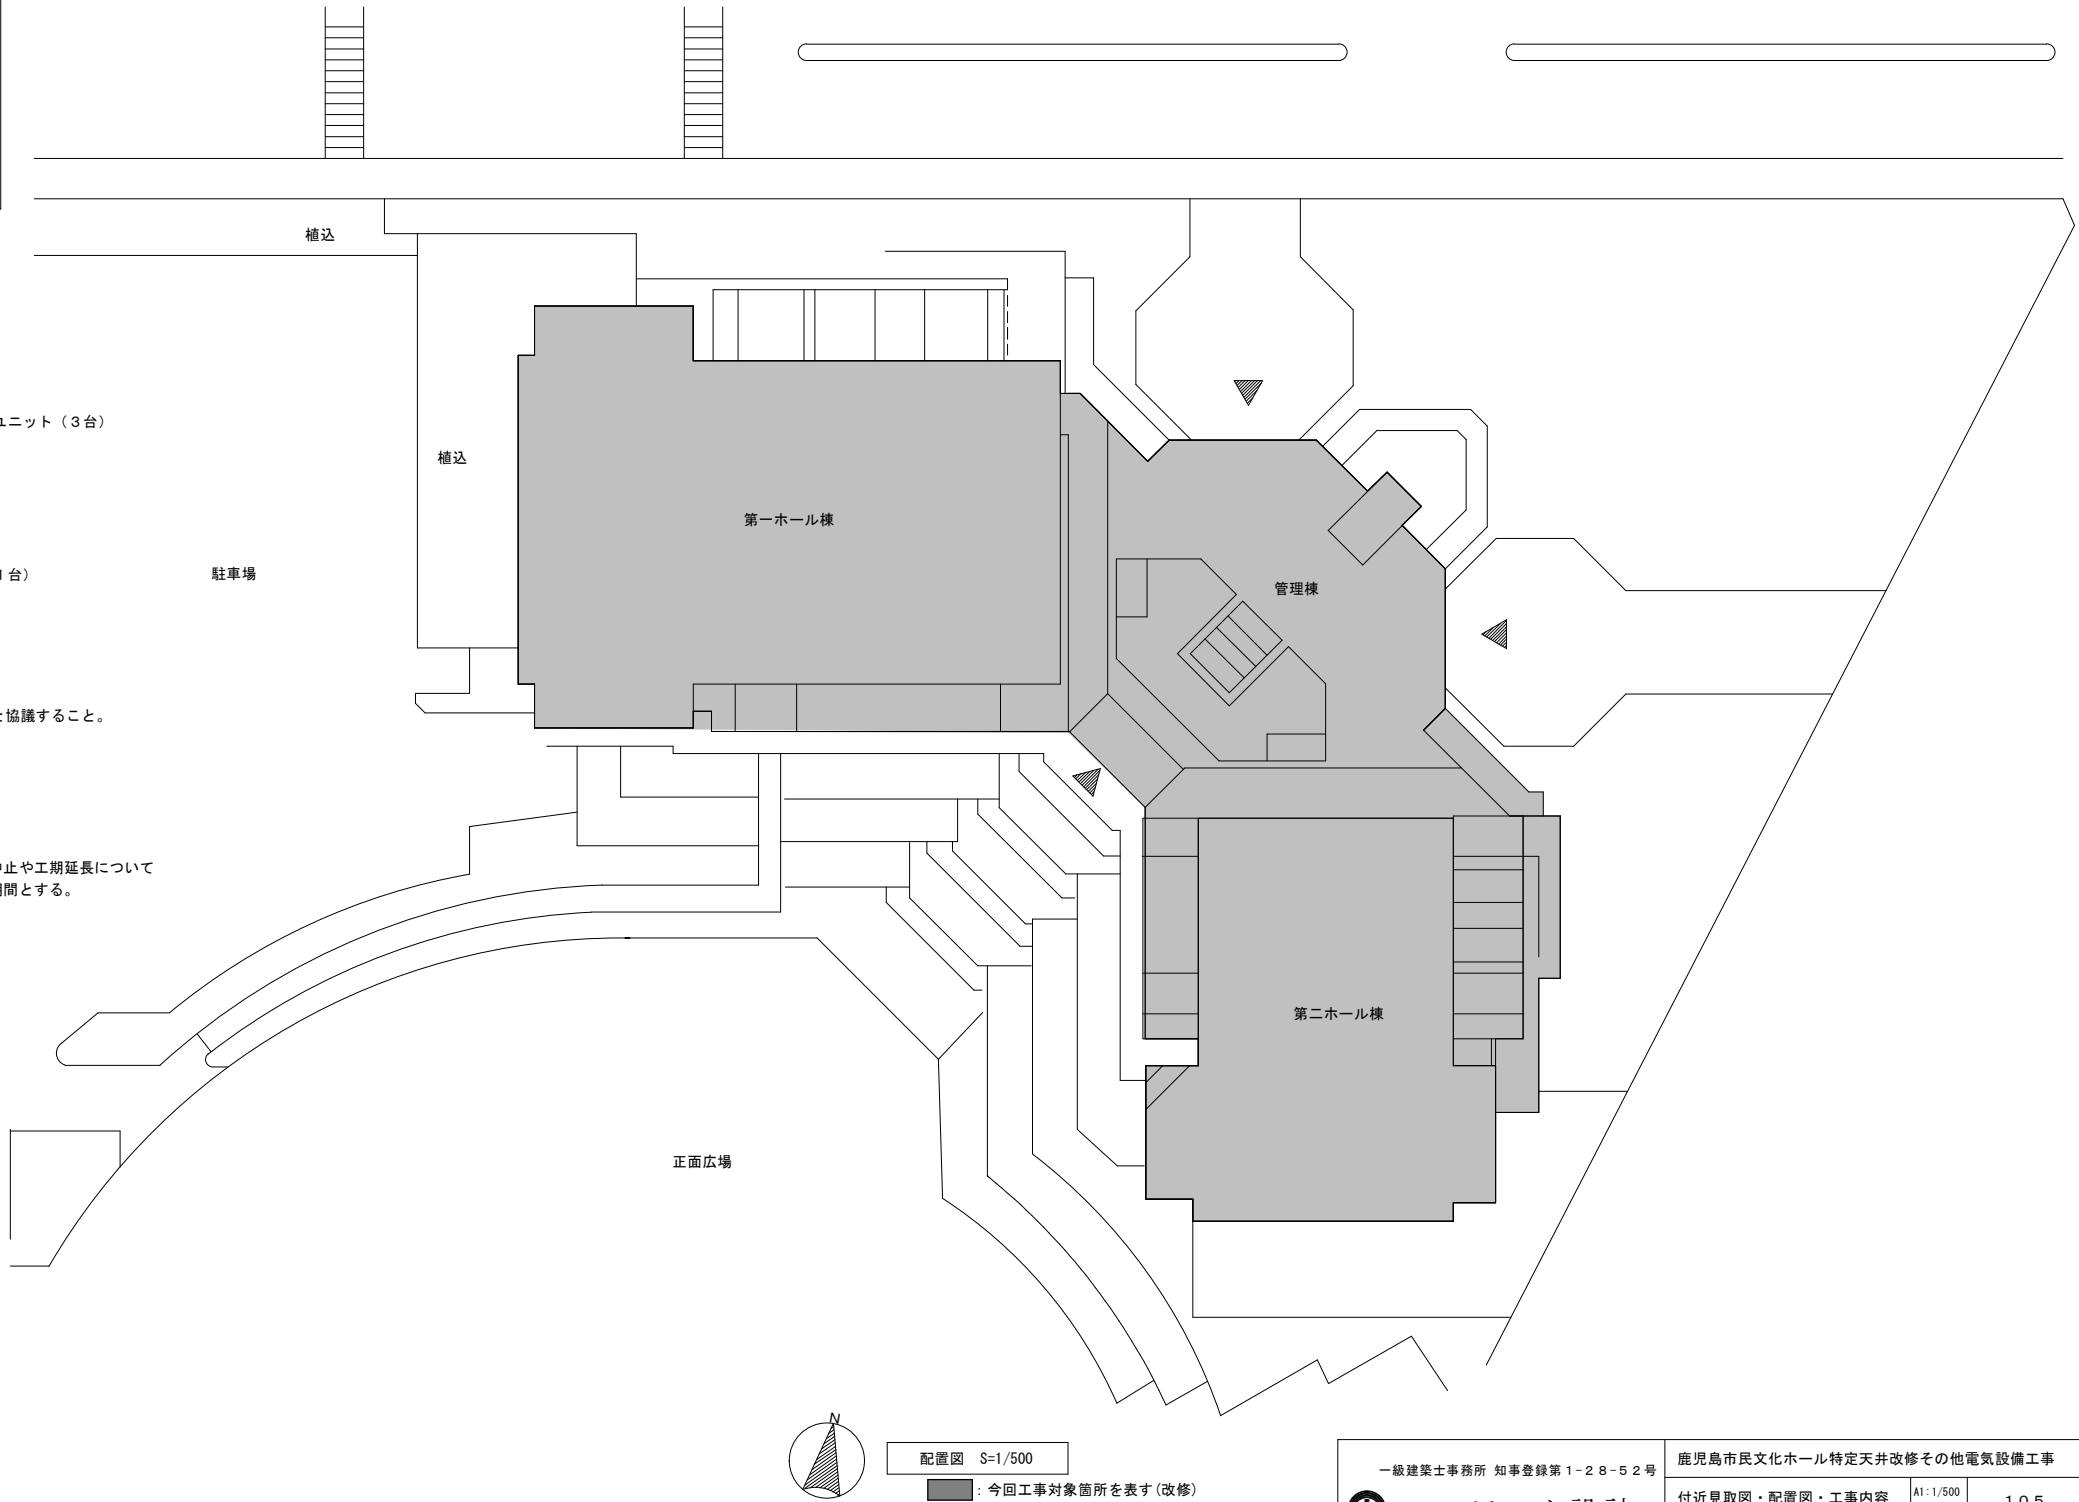 植込
ユニット（３台）
植込
第一ホール棟
台）
駐車場
管理棟
協議すること。
止や工期延長について
間とする。
第二ホール棟
正面広場
N
配置図　S=1/500
：今回工事対象箇所を表す(改修)
一級建築士事務所 知事登録第１-２８-５２号
鹿児島市民文化ホール特定天井改修その他電気設備工事
付近見取図・配置図・工事内容
A1:1/500